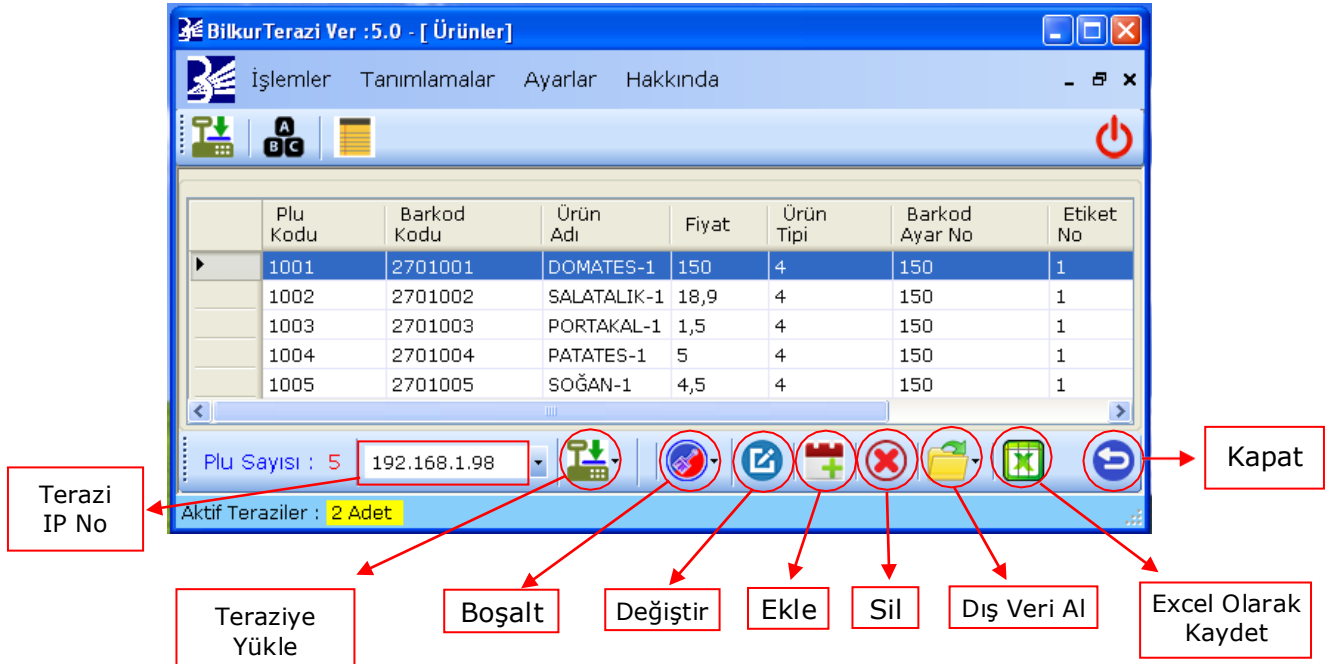 BilkurTerazi Ver :5.0 - [ Ürünler]
İşlemler Tanımlamalar Ayarlar Hakkında
A
B C
Plu Kodu Barkod Kodu Ürün Adı Fiyat Ürün Tipi Barkod Ayar No Etiket No
1001 2701001 DOMATES-1 150 4 150 1
1002 2701002 SALATALIK-1 18,9 4 150 1
1003 2701003 PORTAKAL-1 1,5 4 150 1
1004 2701004 PATATES-1 5 4 150 1
1005 2701005 SOĞAN-1 4,5 4 150 1
Plu Sayısı : 5 192.168.1.98
Aktif Teraziler : 2 Adet
Kapat
Terazi
IP No
Teraziye
Yükle
Boşalt
Değiştir
Ekle
Sil
Dış Veri Al
Excel Olarak
Kaydet